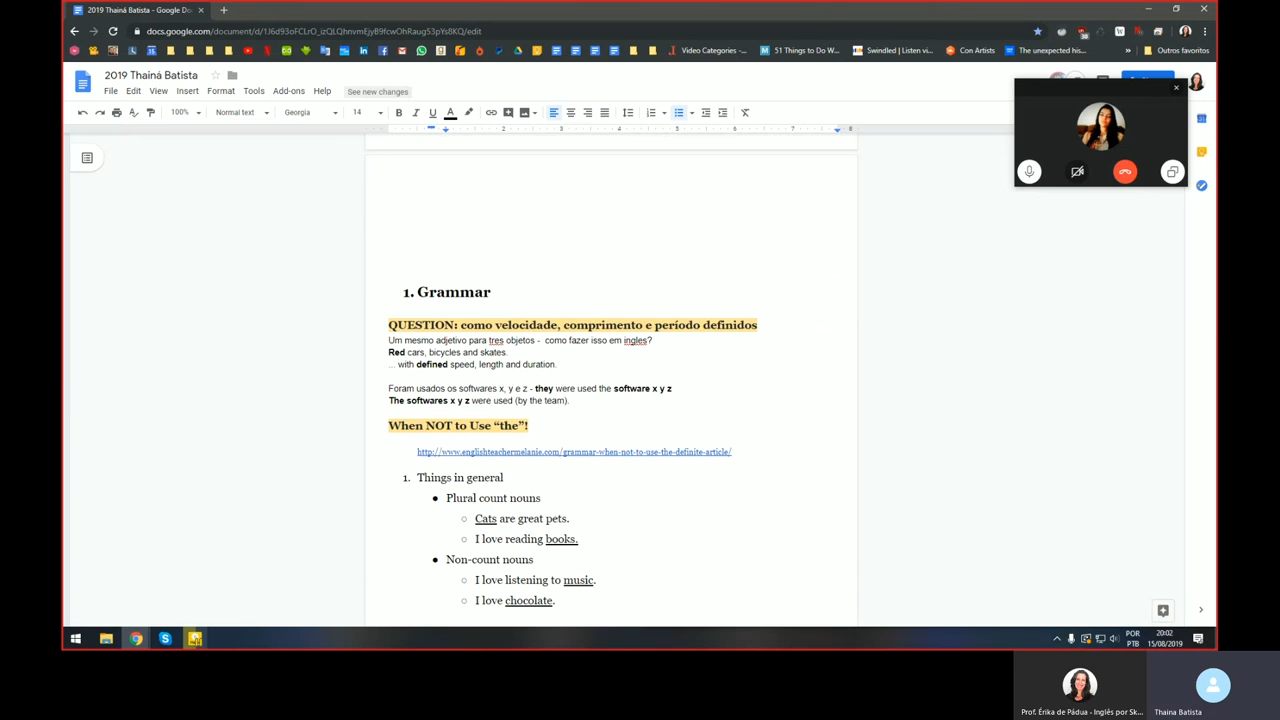 2019 Thainá Batista - Google Do
docs.google.com/document/d/
/edit
Video Categories -...
51 Things to Do W...
Swindled | Listen vi...
Con Artists
The unexpected his...
»
Outros favoritos
2019 Thainá Batista
File Edit View Insert Format Tools Add-ons Help See new changes
100% Normal text Georgia 14
2 3 4 5 6 7 8
1. Grammar
QUESTION: como velocidade, comprimento e período definidos
Um mesmo adjetivo para tres objetos - como fazer isso em ingles?
Red cars, bicycles and skates.
... with defined speed, length and duration.
Foram usados os softwares x, y e z - they were used the software x y z
The softwares x y z were used (by the team).
When NOT to Use “the”!
http://www.englishteachermelanie.com/grammar-when-not-to-use-the-definite-article/
1. Things in general
● Plural count nouns
○ Cats are great pets.
○ I love reading books.
● Non-count nouns
○ I love listening to music.
○ I love chocolate.
POR
PTB
20:02
15/08/2019
Prof. Érika de Pádua - Inglês por Sk...
Thaina Batista